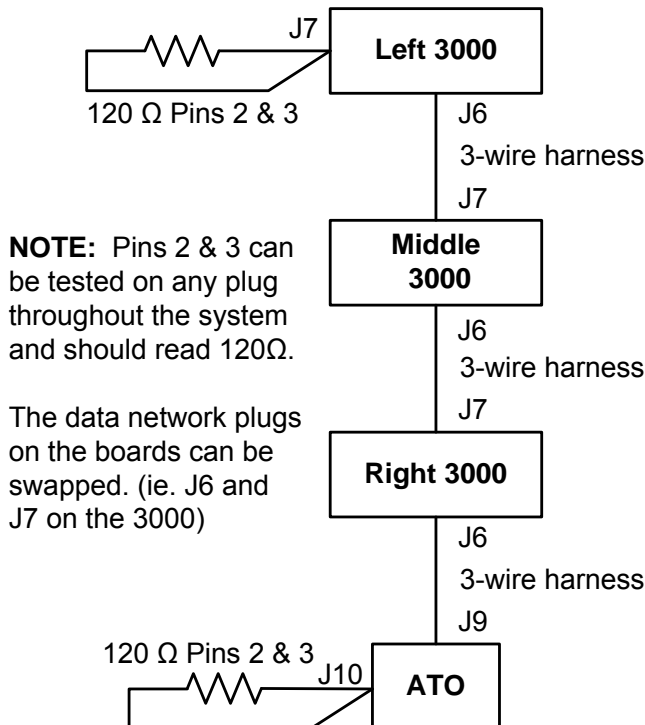 J7
Left 3000
120 Ω Pins 2 & 3
J6
3-wire harness
J7
NOTE: Pins 2 & 3 can
be tested on any plug
throughout the system
and should read 120Ω.
Middle
3000
J6
3-wire harness
J7
The data network plugs
on the boards can be
swapped. (ie. J6 and
J7 on the 3000)
Right 3000
J6
3-wire harness
J9
120 Ω Pins 2 & 3
J10
ATO